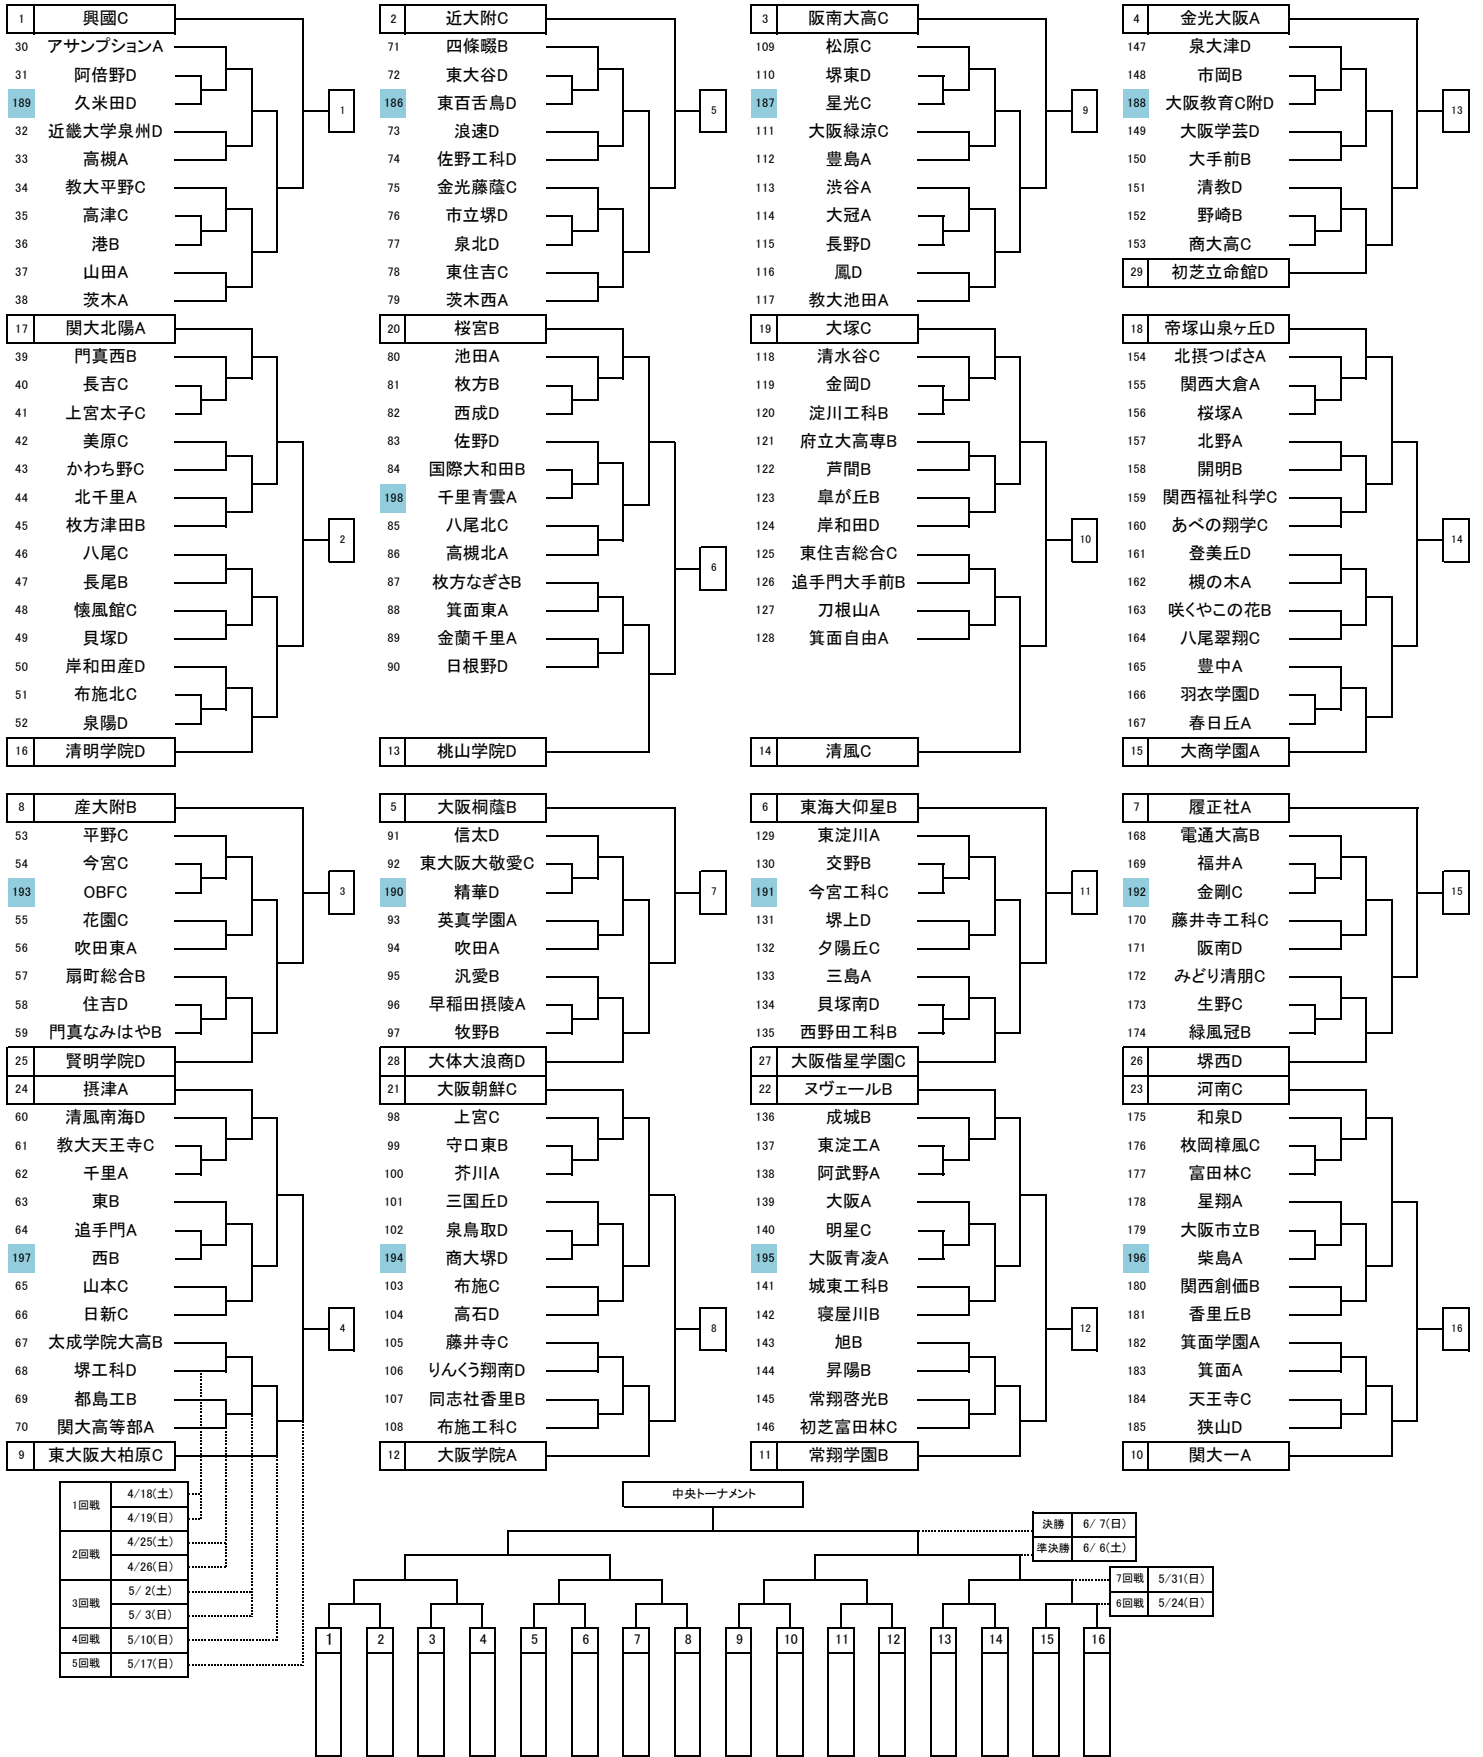 1 興國C
30 アサンプションA
31 阿倍野D
189 久米田D
32 近畿大学泉州D
33 高槻A
34 教大平野C
35 高津C
36 港B
37 山田A
38 茨木A
1
17 関大北陽A
39 門真西B
40 長吉C
41 上宮太子C
42 美原C
43 かわち野C
44 北千里A
45 枚方津田B
46 八尾C
47 長尾B
48 懐風館C
49 貝塚D
50 岸和田産D
51 布施北C
52 泉陽D
16 清明学院D
2
2 近大附C
71 四條畷B
72 東大谷D
186 東百舌鳥D
73 浪速D
74 佐野工科D
75 金光藤蔭C
76 市立堺D
77 泉北D
78 東住吉C
79 茨木西A
5
20 桜宮B
80 池田A
81 枚方B
82 西成D
83 佐野D
84 国際大和田B
198 千里青雲A
85 八尾北C
86 高槻北A
87 枚方なぎさB
88 箕面東A
89 金蘭千里A
90 日根野D
13 桃山学院D
6
3 阪南大高C
109 松原C
110 堺東D
187 星光C
111 大阪緑涼C
112 豊島A
113 渋谷A
114 大冠A
115 長野D
116 鳳D
117 教大池田A
9
19 大塚C
118 清水谷C
119 金岡D
120 淀川工科B
121 府立大高専B
122 芦間B
123 皐が丘B
124 岸和田D
125 東住吉総合C
126 追手門大手前B
127 刀根山A
128 箕面自由A
14 清風C
10
4 金光大阪A
147 泉大津D
148 市岡B
188 大阪教育C附D
149 大阪学芸D
150 大手前B
151 清教D
152 野崎B
153 商大高C
29 初芝立命館D
13
18 帝塚山泉ヶ丘D
154 北摂つばさA
155 関西大倉A
156 桜塚A
157 北野A
158 開明B
159 関西福祉科学C
160 あべの翔学C
161 登美丘D
162 槻の木A
163 咲くやこの花B
164 八尾翠翔C
165 豊中A
166 羽衣学園D
167 春日丘A
15 大商学園A
14
8 産大附B
53 平野C
54 今宮C
193 OBFC
55 花園C
56 吹田東A
57 扇町総合B
58 住吉D
59 門真なみはやB
25 賢明学院D
3
24 摂津A
60 清風南海D
61 教大天王寺C
62 千里A
63 東B
64 追手門A
197 西B
65 山本C
66 日新C
67 太成学院大高B
68 堺工科D
69 都島工B
70 関大高等部A
9 東大阪大柏原C
4
5 大阪桐蔭B
91 信太D
92 東大阪大敬愛C
190 精華D
93 英真学園A
94 吹田A
95 汎愛B
96 早稲田摂陵A
97 牧野B
28 大体大浪商D
7
21 大阪朝鮮C
98 上宮C
99 守口東B
100 芥川A
101 三国丘D
102 泉鳥取D
194 商大堺D
103 布施C
104 高石D
105 藤井寺C
106 りんくう翔南D
107 同志社香里B
108 布施工科C
12 大阪学院A
8
6 東海大仰星B
129 東淀川A
130 交野B
191 今宮工科C
131 堺上D
132 夕陽丘C
133 三島A
134 貝塚南D
135 西野田工科B
27 大阪偕星学園C
11
22 ヌヴェールB
136 成城B
137 東淀工A
138 阿武野A
139 大阪A
140 明星C
195 大阪青凌A
141 城東工科B
142 寝屋川B
143 旭B
144 昇陽B
145 常翔啓光B
146 初芝富田林C
11 常翔学園B
12
7 履正社A
168 電通大高B
169 福井A
192 金剛C
170 藤井寺工科C
171 阪南D
172 みどり清朋C
173 生野C
174 緑風冠B
26 堺西D
15
23 河南C
175 和泉D
176 枚岡樟風C
177 富田林C
178 星翔A
179 大阪市立B
196 柴島A
180 関西創価B
181 香里丘B
182 箕面学園A
183 箕面A
184 天王寺C
185 狭山D
10 関大一A
16
1回戦 4/18(土)
4/19(日)
2回戦 4/25(土)
4/26(日)
3回戦 5/ 2(土)
5/ 3(日)
4回戦 5/10(日)
5回戦 5/17(日)
中央トーナメント
決勝 6/ 7(日)
準決勝 6/ 6(土)
7回戦 5/31(日)
6回戦 5/24(日)
1 2 3 4 5 6 7 8 9 10 11 12 13 14 15 16